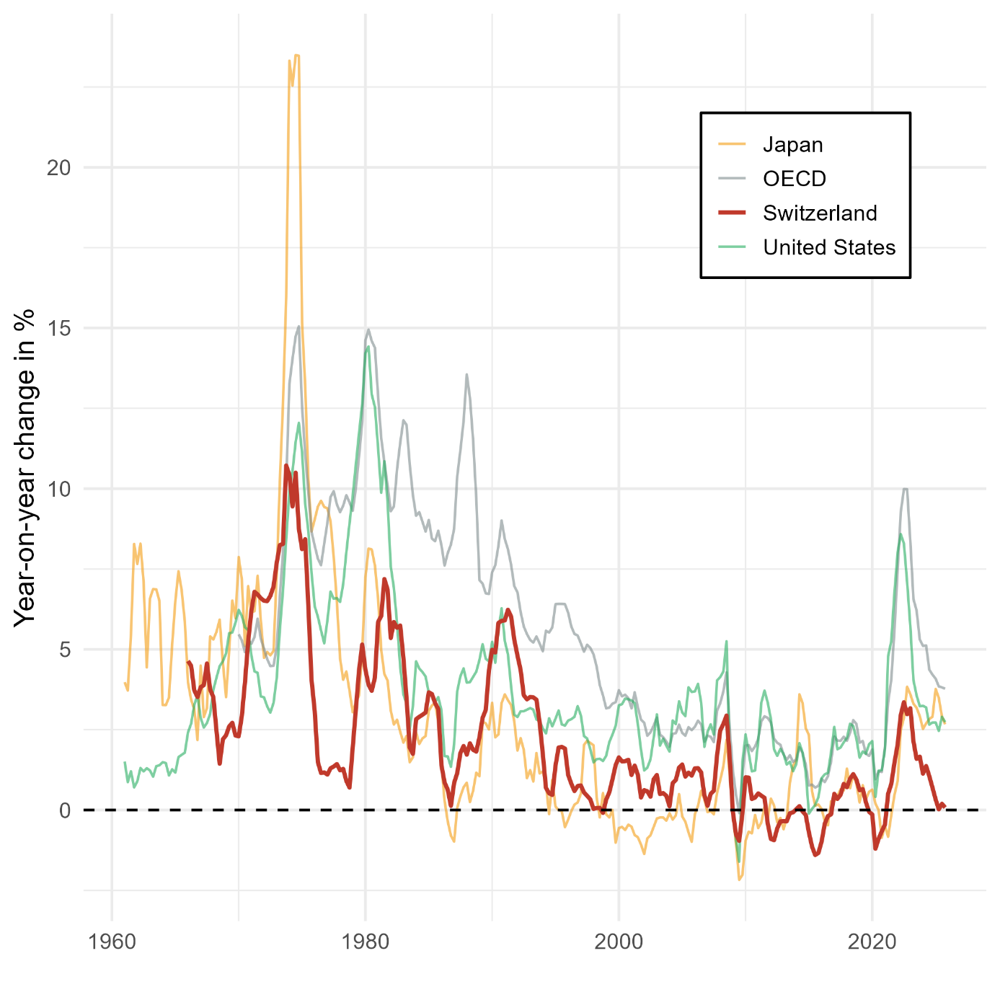 Year-on-year change in %
20
15
10
5
0
1960
1980
2000
2020
Japan
OECD
Switzerland
United States